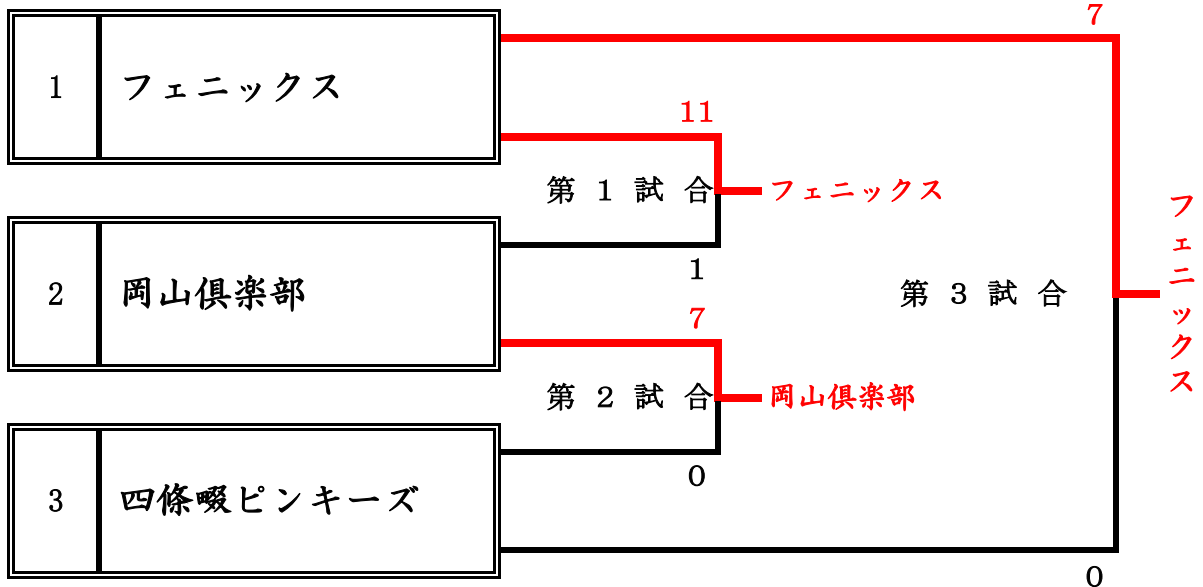 7
1 フェニックス
11
第1試合 フェニックス
2 岡山倶楽部
1
第3試合
フェニックス
7
第2試合 岡山倶楽部
0
3 四條畷ピンキーズ
0